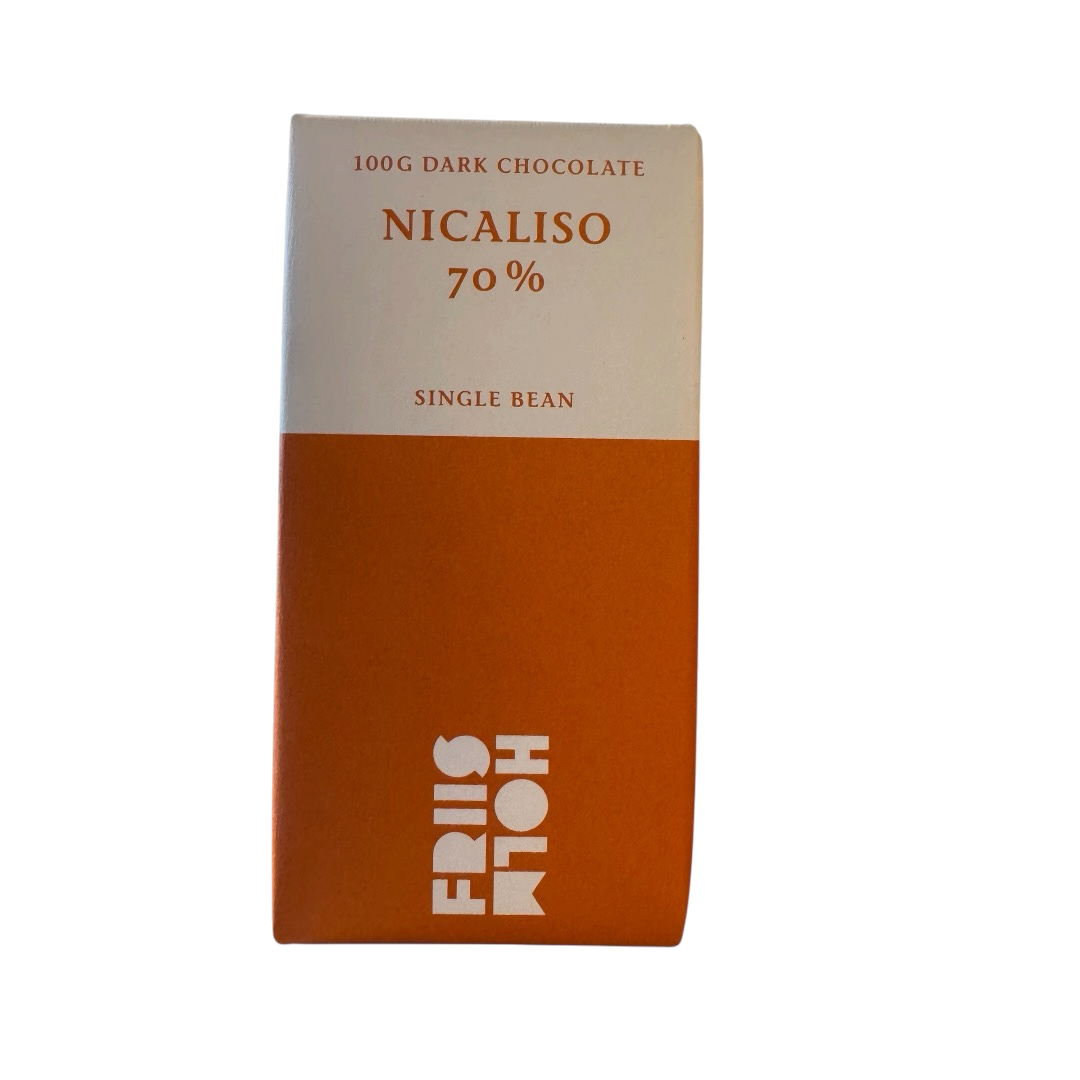 100G DARK CHOCOLATE
NICALISO
70%
SINGLE BEAN
FRIIS
HOLM